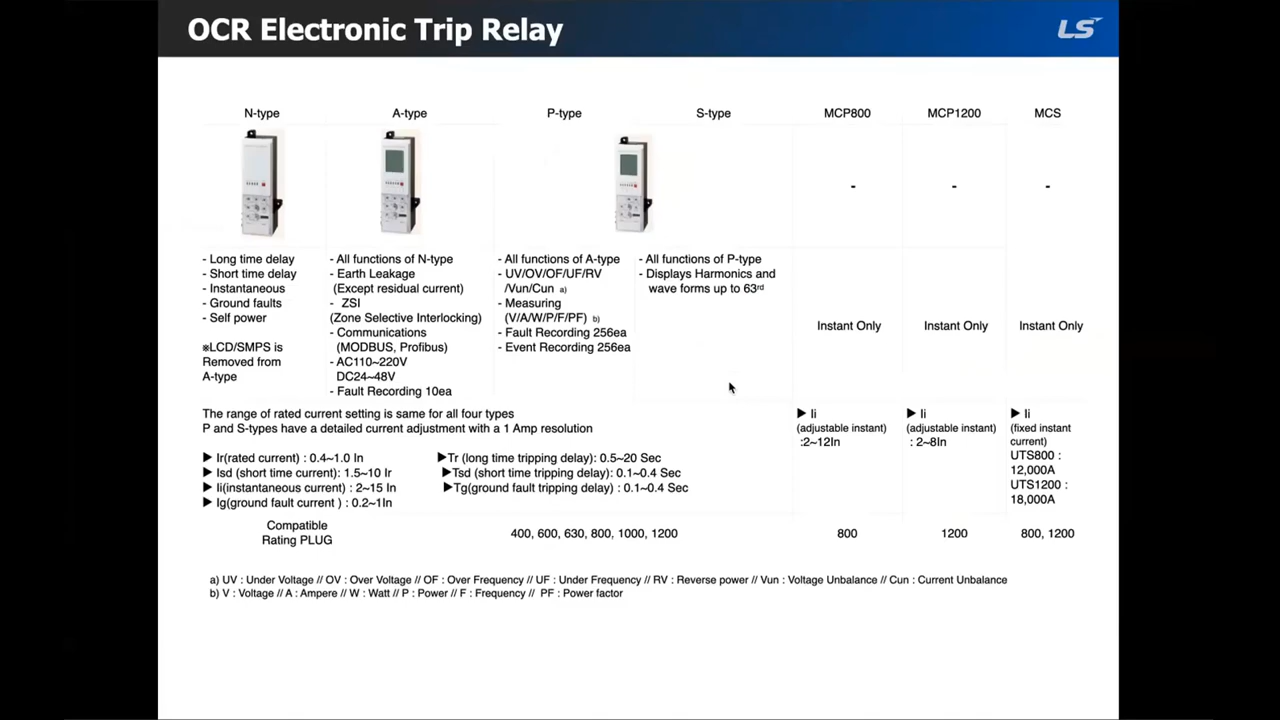 OCR Electronic Trip Relay
LS
N-type
A-type
P-type
S-type
MCP800
MCP1200
MCS
-
-
-
- Long time delay
- Short time delay
- Instantaneous
- Ground faults
- Self power
※LCD/SMPS is
Removed from
A-type
- All functions of N-type
- Earth Leakage
(Except residual current)
- ZSI
(Zone Selective Interlocking)
- Communications
(MODBUS, Profibus)
- AC110~220V
DC24~48V
- Fault Recording 10ea
- All functions of A-type
- UV/OV/OF/UF/RV
/Vun/Cun a)
- Measuring
(V/A/W/P/F/PF) b)
- Fault Recording 256ea
- Event Recording 256ea
- All functions of P-type
- Displays Harmonics and
wave forms up to 63rd
Instant Only
Instant Only
Instant Only
The range of rated current setting is same for all four types
P and S-types have a detailed current adjustment with a 1 Amp resolution
▶ Ir(rated current) : 0.4~1.0 In
▶ Isd (short time current): 1.5~10 Ir
▶ Ii(instantaneous current) : 2~15 In
▶ Ig(ground fault current ) : 0.2~1In
▶Tr (long time tripping delay): 0.5~20 Sec
▶Tsd (short time tripping delay): 0.1~0.4 Sec
▶Tg(ground fault tripping delay) : 0.1~0.4 Sec
▶ Ii
(adjustable instant)
:2~12In
▶ Ii
(adjustable instant)
: 2~8In
▶ Ii
(fixed instant
current)
UTS800 :
12,000A
UTS1200 :
18,000A
Compatible
Rating PLUG
400, 600, 630, 800, 1000, 1200
800
1200
800, 1200
a) UV : Under Voltage // OV : Over Voltage // OF : Over Frequency // UF : Under Frequency // RV : Reverse power // Vun : Voltage Unbalance // Cun : Current Unbalance
b) V : Voltage // A : Ampere // W : Watt // P : Power // F : Frequency // PF : Power factor